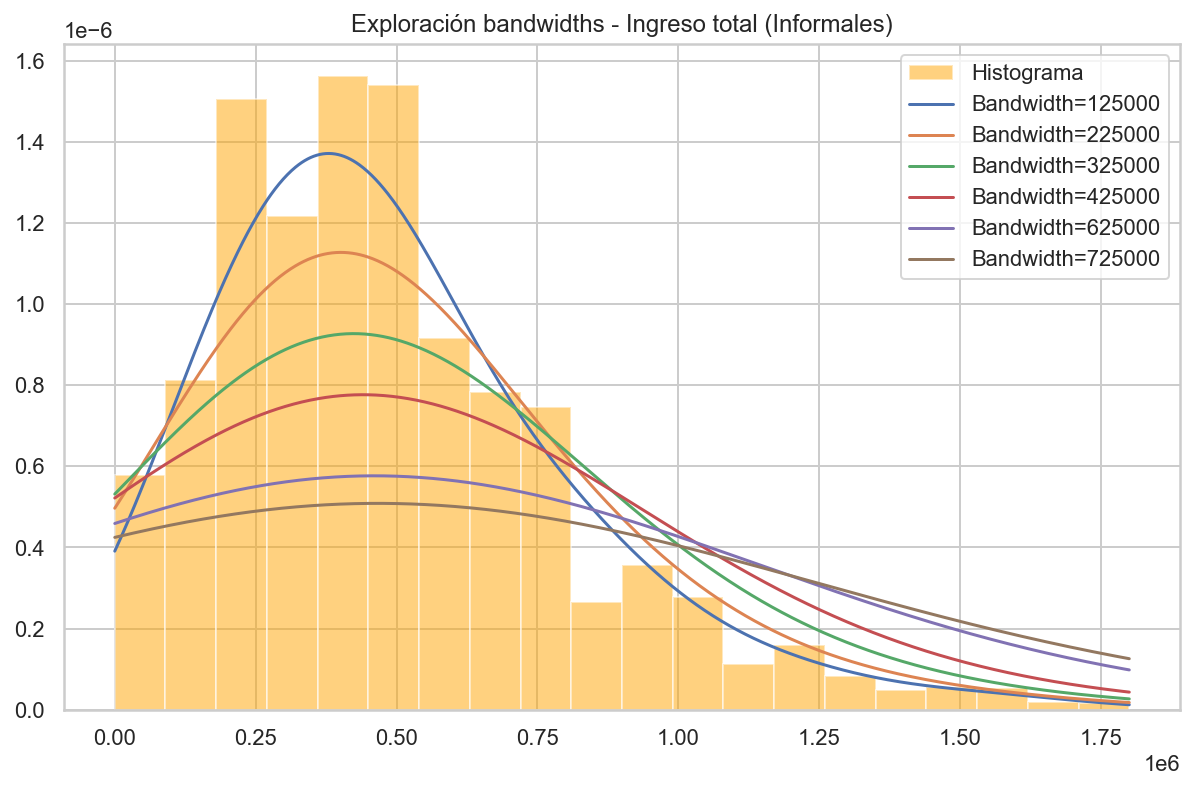 Exploración bandwidths - Ingreso total (Informales)
1e−6
1.6
1.4
1.2
1.0
0.8
0.6
0.4
0.2
0.0
Histograma
Bandwidth=125000
Bandwidth=225000
Bandwidth=325000
Bandwidth=425000
Bandwidth=625000
Bandwidth=725000
0.00 0.25 0.50 0.75 1.00 1.25 1.50 1.75
1e6